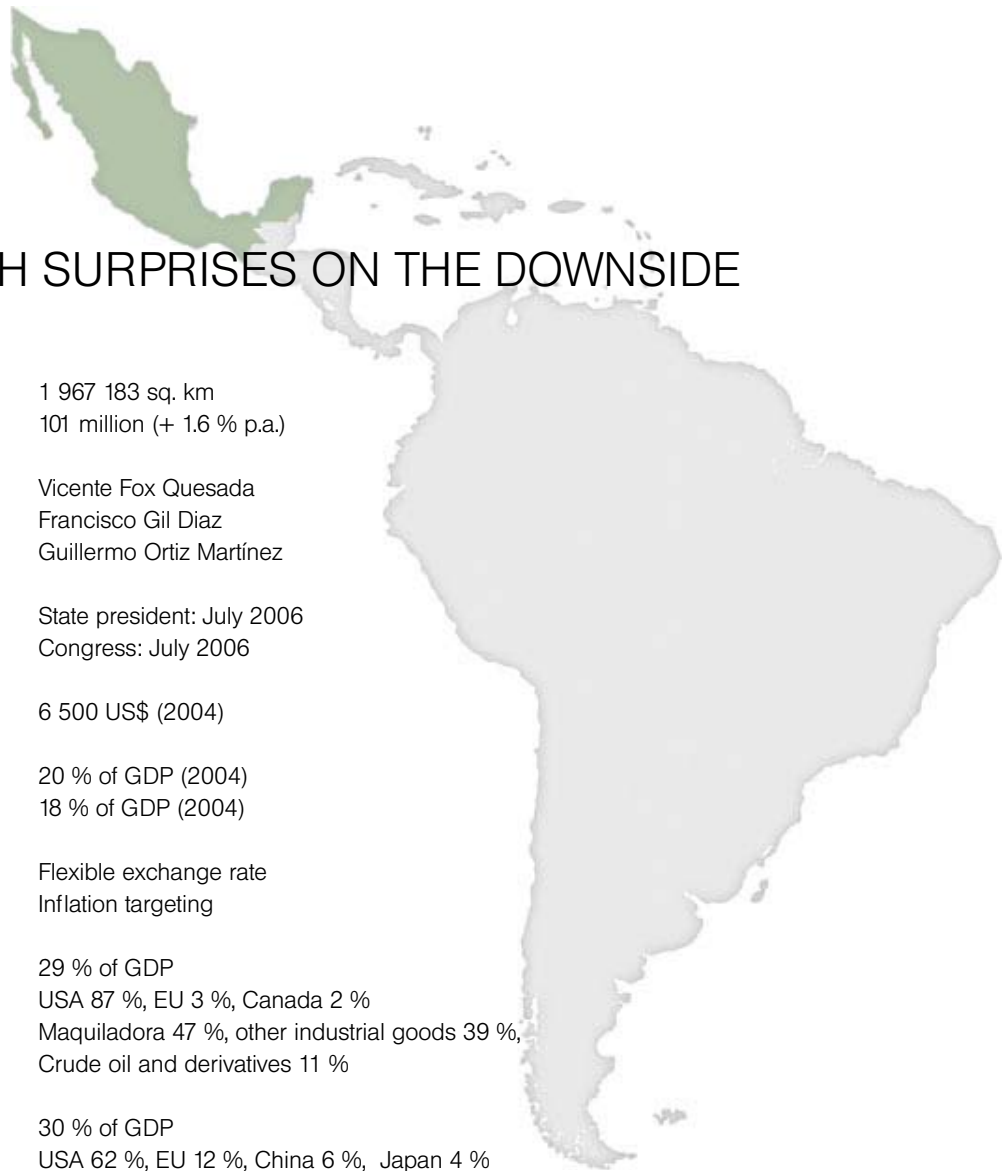 H SURPRISES ON THE DOWNSIDE
1 967 183 sq. km
101 million (+ 1.6 % p.a.)
Vicente Fox Quesada
Francisco Gil Diaz
Guillermo Ortiz Martínez
State president: July 2006
Congress: July 2006
6 500 US$ (2004)
20 % of GDP (2004)
18 % of GDP (2004)
Flexible exchange rate
Inflation targeting
29 % of GDP
USA 87 %, EU 3 %, Canada 2 %
Maquiladora 47 %, other industrial goods 39 %,
Crude oil and derivatives 11 %
30 % of GDP
USA 62 %, EU 12 %, China 6 %, Japan 4 %